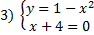 3) {y = 1 − x²
x + 4 = 0